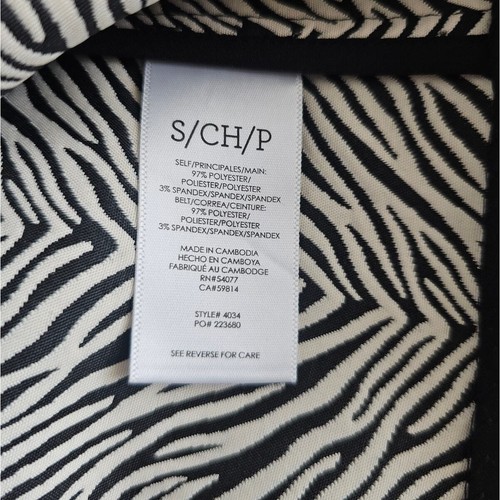 S/CH/P
SELF/PRINCIPALES/MAIN:
97% POLYESTER/
POLIESTER/POLYESTER
3% SPANDEX/SPANDEX/SPANDEX
BELT/CORREA/CEINTURE:
97% POLYESTER/
POLIESTER/POLYESTER
3% SPANDEX/SPANDEX/SPANDEX
MADE IN CAMBODIA
HECHO EN CAMBOYA
FABRIQUÉ AU CAMBODGE
RN#54077
CA#59814
STYLE# 4034
PO# 223680
SEE REVERSE FOR CARE